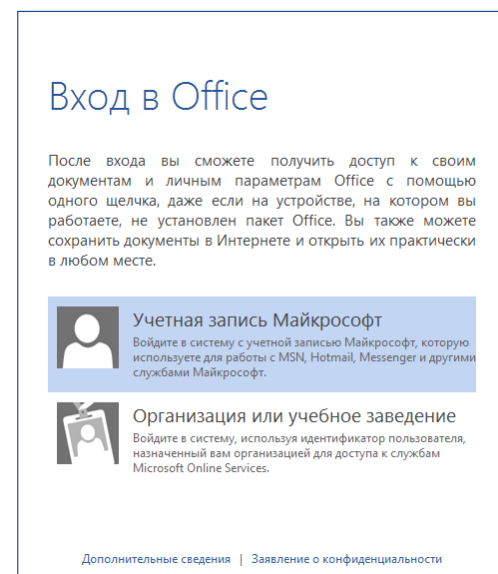 Вход в Office
После входа вы сможете получить доступ к своим
документам и личным параметрам Office с помощью
одного щелчка, даже если на устройстве, на котором вы
работаете, не установлен пакет Office. Вы также можете
сохранить документы в Интернете и открыть их практически
в любом месте.
Учетная запись Майкрософт
Войдите в систему с учетной записью Майкрософт, которую
используете для работы с MSN, Hotmail, Messenger и другими
службами Майкрософт.
Организация или учебное заведение
Войдите в систему, используя идентификатор пользователя,
назначенный вам организацией для доступа к службам
Microsoft Online Services.
Дополнительные сведения | Заявление о конфиденциальности